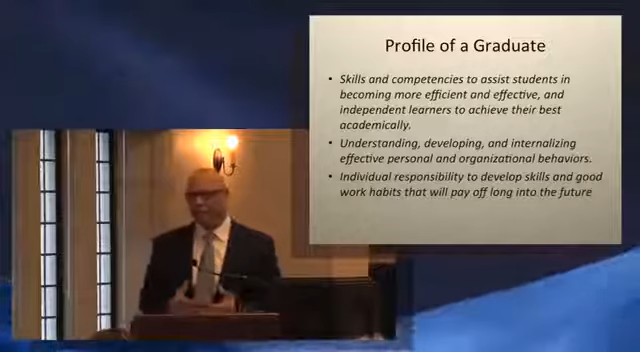 Profile of a Graduate
• Skills and competencies to assist students in
becoming more efficient and effective, and
independent learners to achieve their best
academically.
• Understanding, developing, and internalizing
effective personal and organizational behaviors.
• Individual responsibility to develop skills and good
work habits that will pay off long into the future